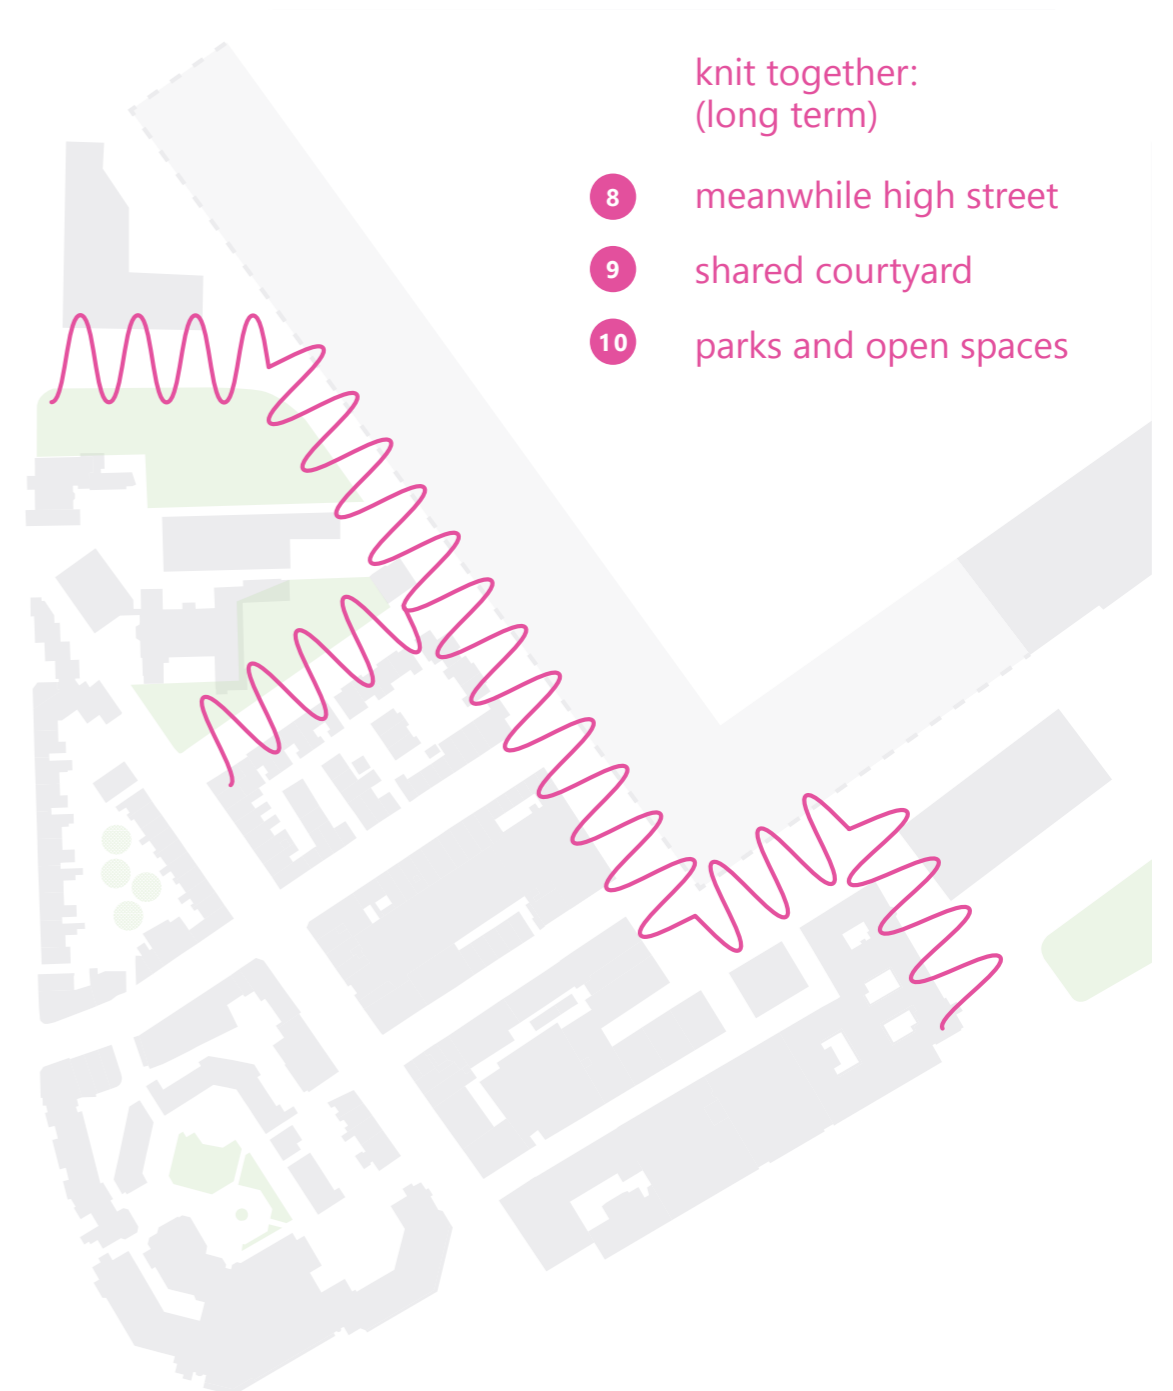 knit together:
(long term)
8 meanwhile high street
9 shared courtyard
10 parks and open spaces